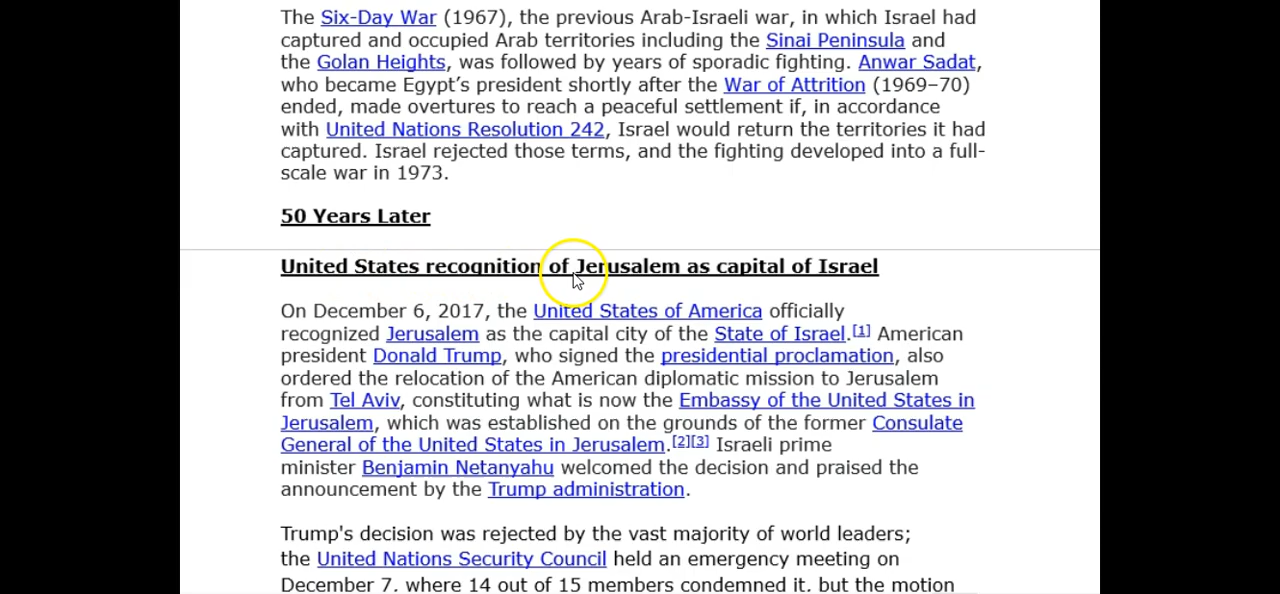 The Six-Day War (1967), the previous Arab-Israeli war, in which Israel had
captured and occupied Arab territories including the Sinai Peninsula and
the Golan Heights, was followed by years of sporadic fighting. Anwar Sadat,
who became Egypt’s president shortly after the War of Attrition (1969–70)
ended, made overtures to reach a peaceful settlement if, in accordance
with United Nations Resolution 242, Israel would return the territories it had
captured. Israel rejected those terms, and the fighting developed into a full-
scale war in 1973.
50 Years Later
United States recognition of Jerusalem as capital of Israel
On December 6, 2017, the United States of America officially
recognized Jerusalem as the capital city of the State of Israel.[1] American
president Donald Trump, who signed the presidential proclamation, also
ordered the relocation of the American diplomatic mission to Jerusalem
from Tel Aviv, constituting what is now the Embassy of the United States in
Jerusalem, which was established on the grounds of the former Consulate
General of the United States in Jerusalem.[2][3] Israeli prime
minister Benjamin Netanyahu welcomed the decision and praised the
announcement by the Trump administration.
Trump's decision was rejected by the vast majority of world leaders;
the United Nations Security Council held an emergency meeting on
December 7, where 14 out of 15 members condemned it, but the motion